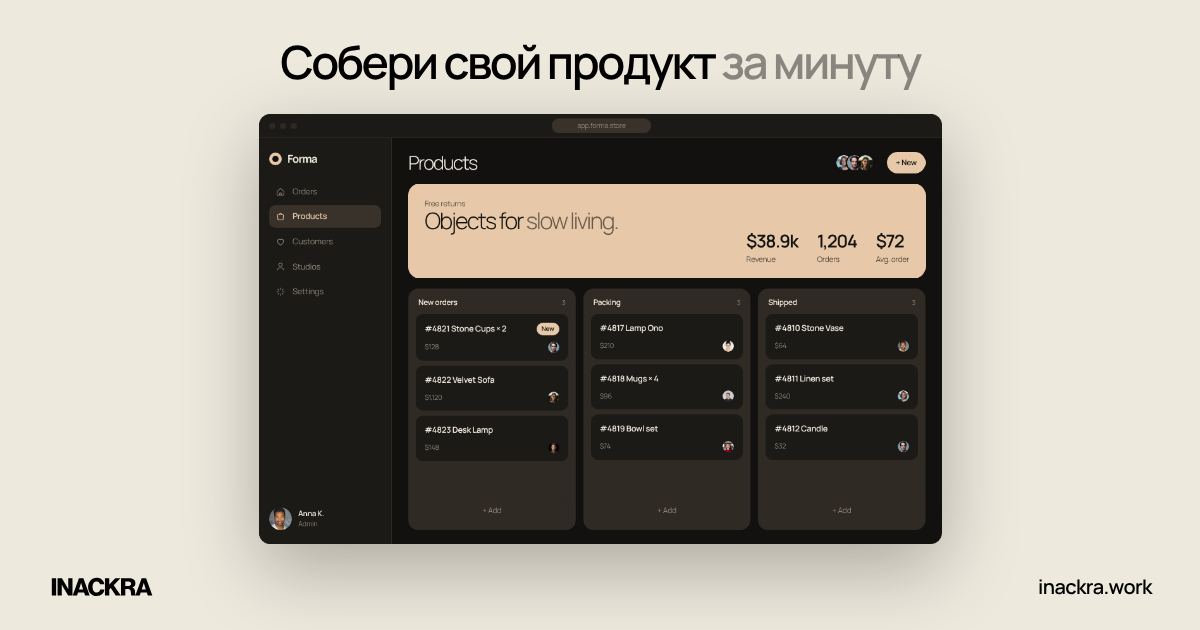 Собери свой продукт за минуту
app.forma.store
Forma
Orders
Products
Customers
Studios
Settings
Anna K.
Admin
Products
+ New
Free returns
Objects for slow living.
$38.9k
Revenue
1,204
Orders
$72
Avg. order
New orders 3
#4821 Stone Cups × 2
New
$128
#4822 Velvet Sofa
$1,120
#4823 Desk Lamp
$148
+ Add
Packing 3
#4817 Lamp Ono
$210
#4818 Mugs × 4
$96
#4819 Bowl set
$74
+ Add
Shipped 3
#4810 Stone Vase
$64
#4811 Linen set
$240
#4812 Candle
$32
+ Add
INACKRA
inackra.work